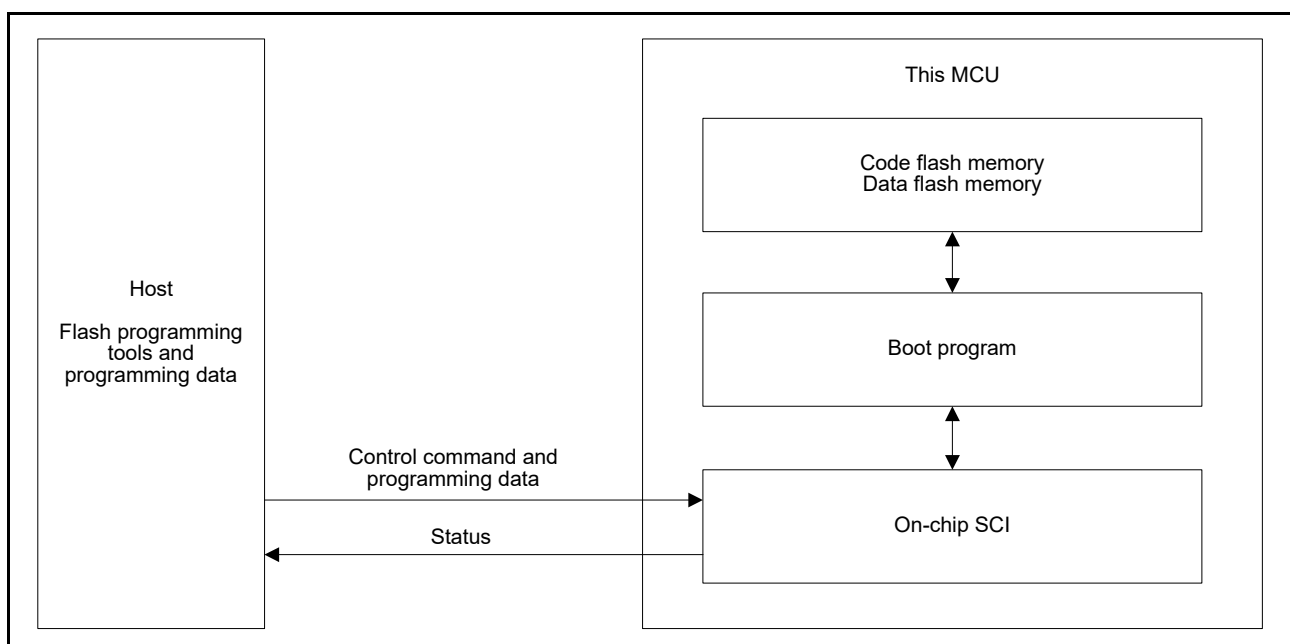 Host
Flash programming
tools and
programming data
Control command and
programming data
Status
This MCU
Code flash memory
Data flash memory
Boot program
On-chip SCI